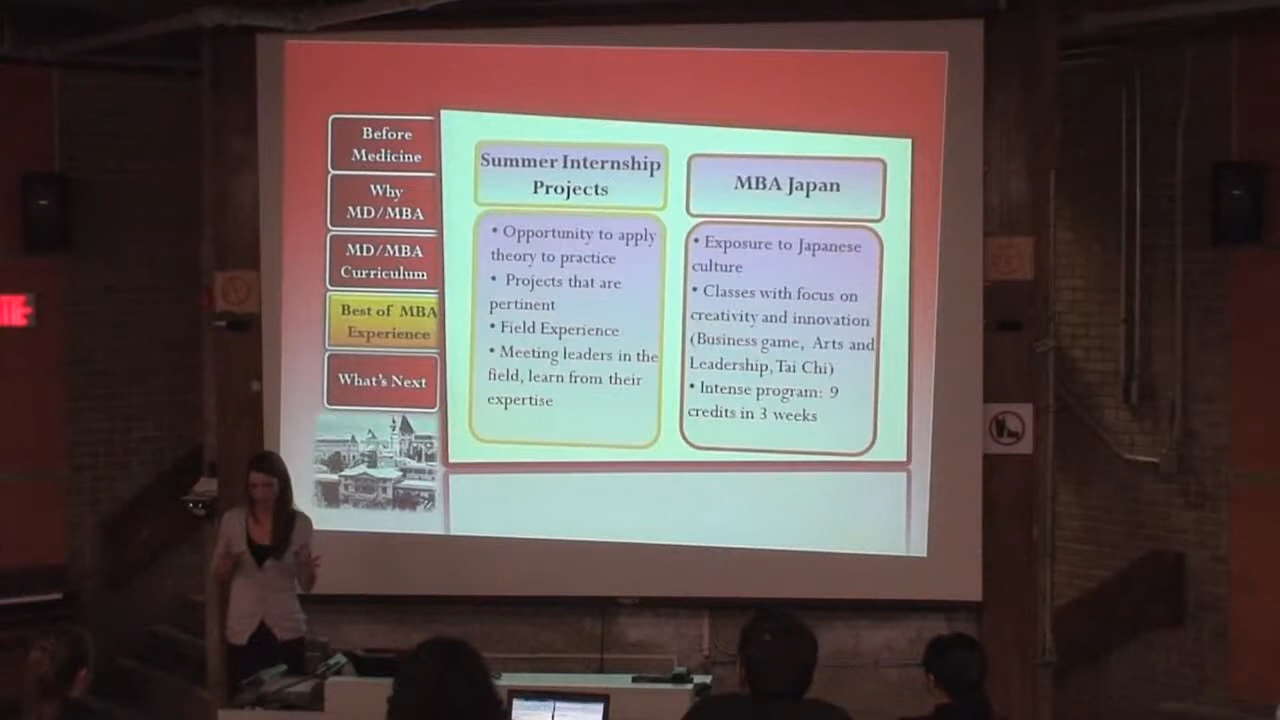 Before
Medicine
Why
MD/MBA
MD/MBA
Curriculum
Best of MBA
Experience
What's Next
Summer Internship
Projects
• Opportunity to apply
theory to practice
• Projects that are
pertinent
• Field Experience
• Meeting leaders in the
field, learn from their
expertise
MBA Japan
• Exposure to Japanese
culture
• Classes with focus on
creativity and innovation
(Business game, Arts and
Leadership, Tai Chi)
• Intense program: 9
credits in 3 weeks